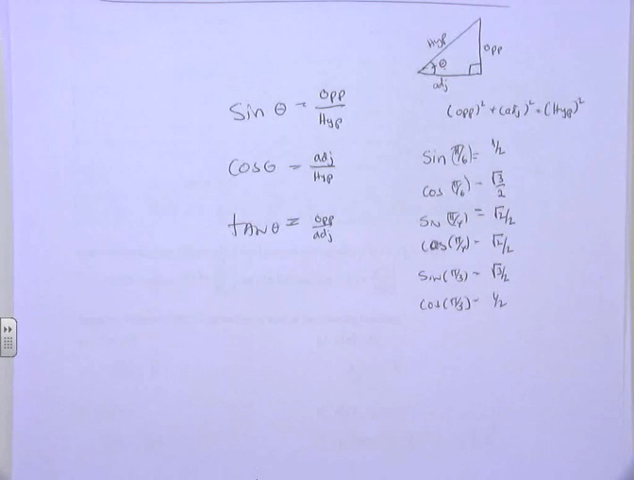 Hyp
θ
opp
adj
Sin θ = Opp/Hyp
(opp)² + (adj)² = (Hyp)²
cos θ = adj/Hyp
tAN θ = opp/adj
Sin (π/6) = 1/2
cos (π/6) = √3/2
SiN (π/4) = √2/2
cos (π/4) = √2/2
Sin (π/3) = √3/2
cos (π/3) = 1/2